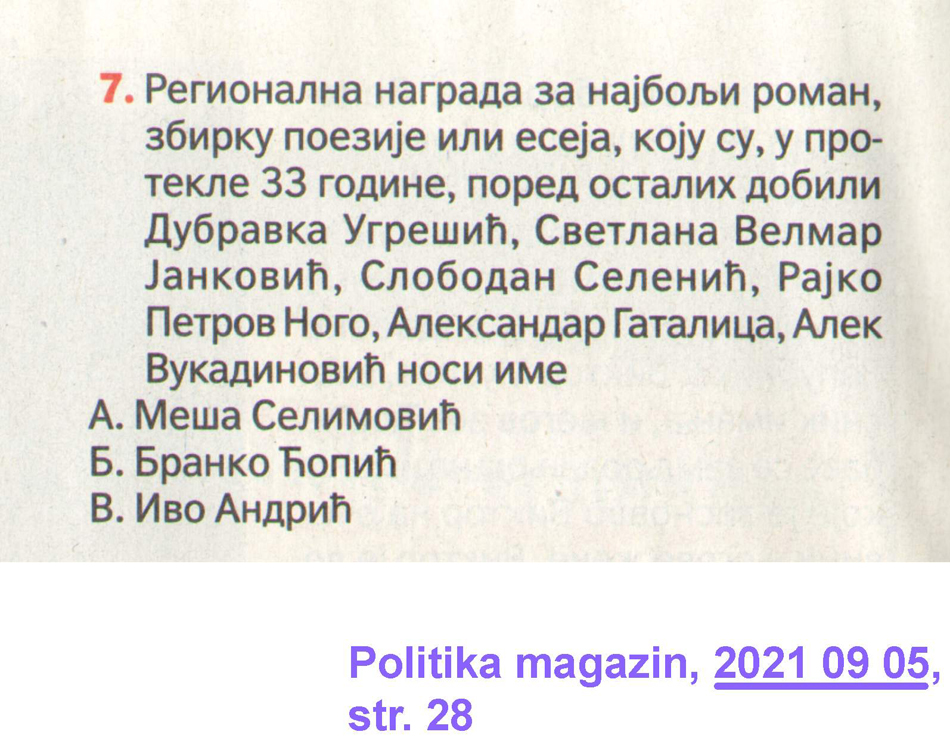 7. Регионална награда за најбољи роман,
збирку поезије или есеја, коју су, у про-
текле 33 године, поред осталих добили
Дубравка Угрешић, Светлана Велмар
Јанковић, Слободан Селенић, Рајко
Петров Ного, Александар Гаталица, Алек
Вукадиновић носи име
А. Меша Селимовић
Б. Бранко Ћопић
В. Иво Андрић
Politika magazin, 2021 09 05,
str. 28